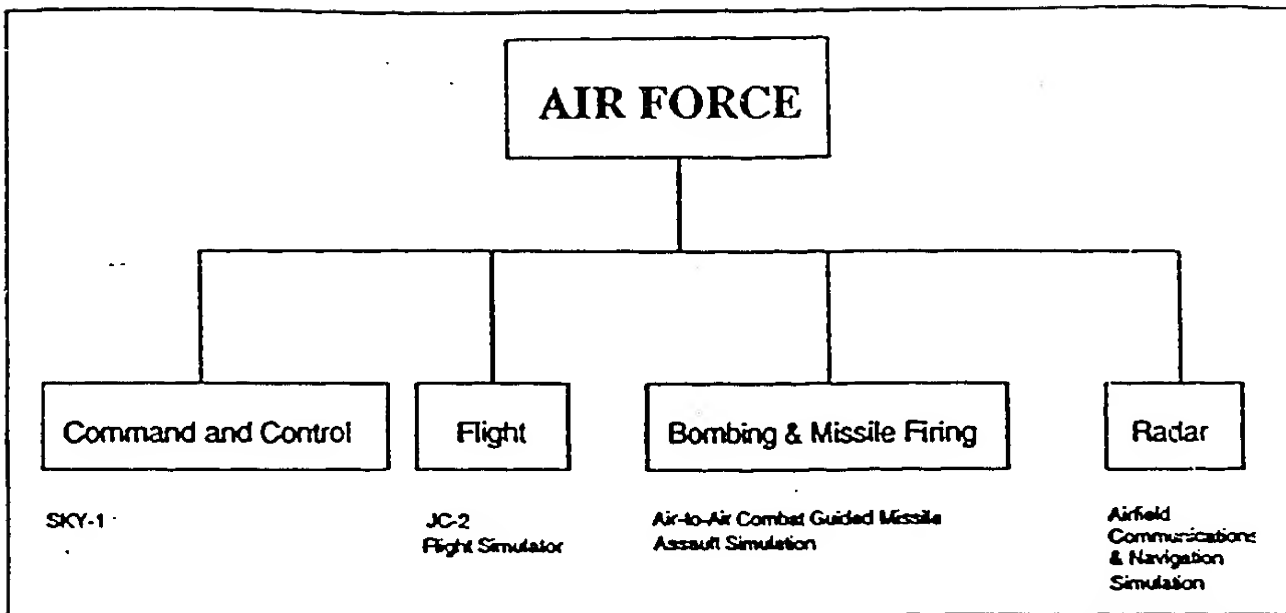 AIR FORCE
Command and Control
Flight
Bombing & Missile Firing
Radar
SKY-1
JC-2
Flight Simulator
Air-to-Air Combat Guided Missile
Assault Simulation
Airfield
Communications
& Navigation
Simulation